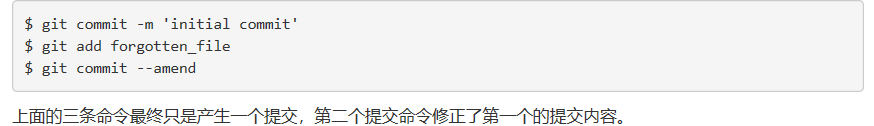 $ git commit -m 'initial commit'
$ git add forgotten_file
$ git commit --amend
上面的三条命令最终只是产生一个提交，第二个提交命令修正了第一个的提交内容。